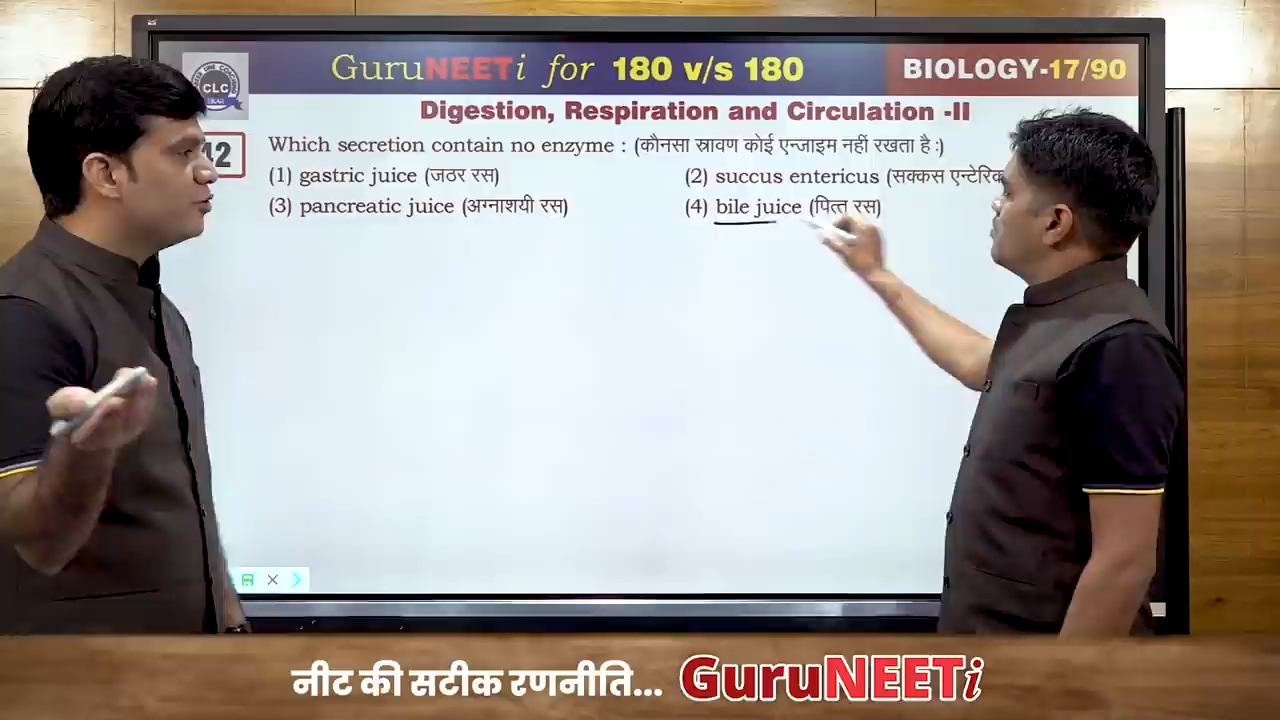 GuruNEETi for 180 v/s 180
BIOLOGY-17/90
CLC
Digestion, Respiration and Circulation -II
12
Which secretion contain no enzyme : (कौनसा स्रावण कोई एन्जाइम नहीं रखता है :)
(1) gastric juice (जठर रस)
(2) succus entericus (सक्कस एन्टेरिक
(3) pancreatic juice (अग्नाशयी रस)
(4) bile juice (पित्त रस)
नीट की सटीक रणनीति... GuruNEETi